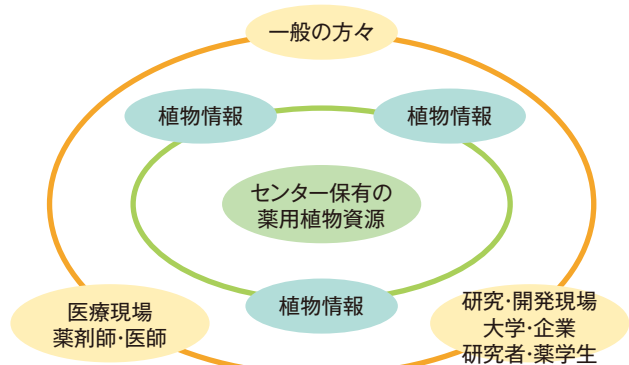 一般の方々
植物情報
植物情報
センター保有の
薬用植物資源
植物情報
医療現場
薬剤師・医師
研究・開発現場
大学・企業
研究者・薬学生